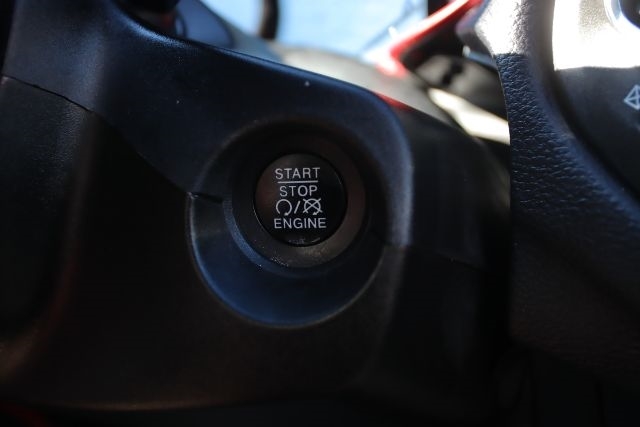 START
STOP
/
ENGINE